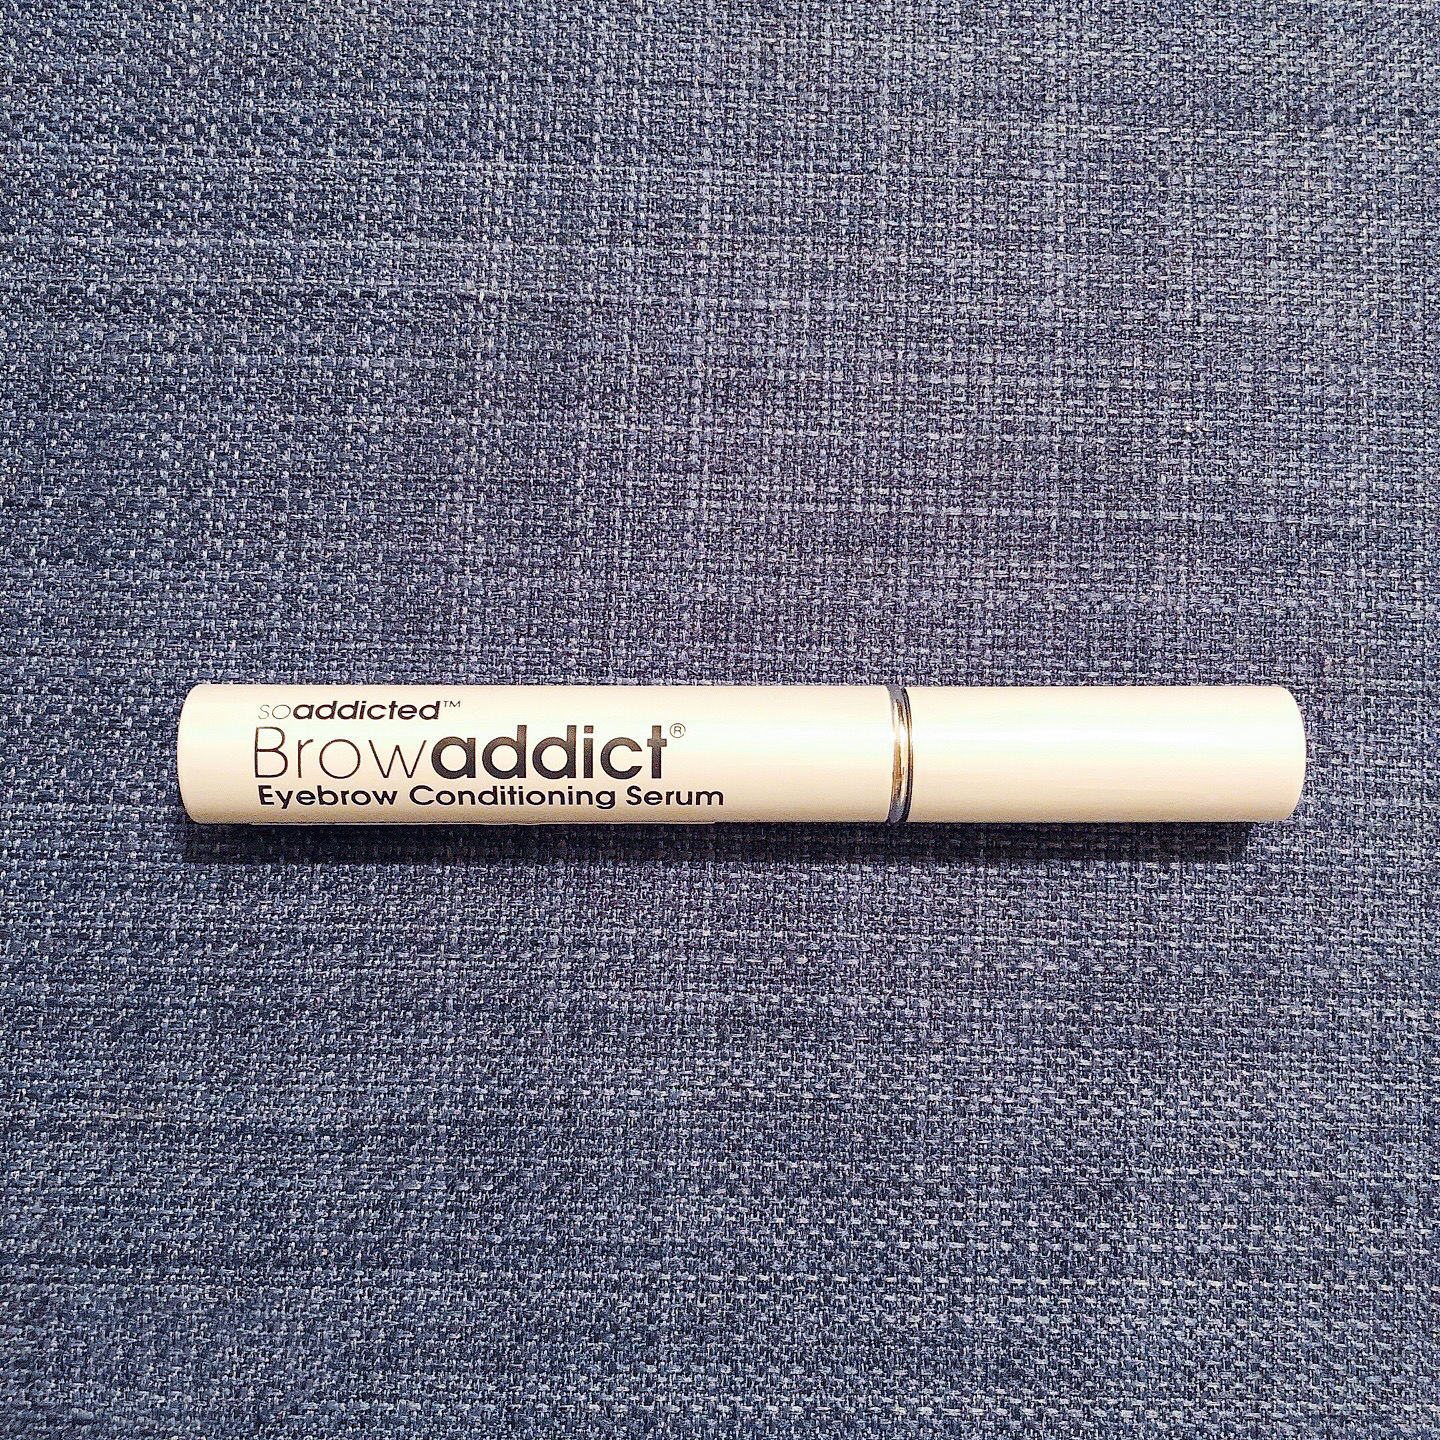 soaddicted™
Browaddict®
Eyebrow Conditioning Serum